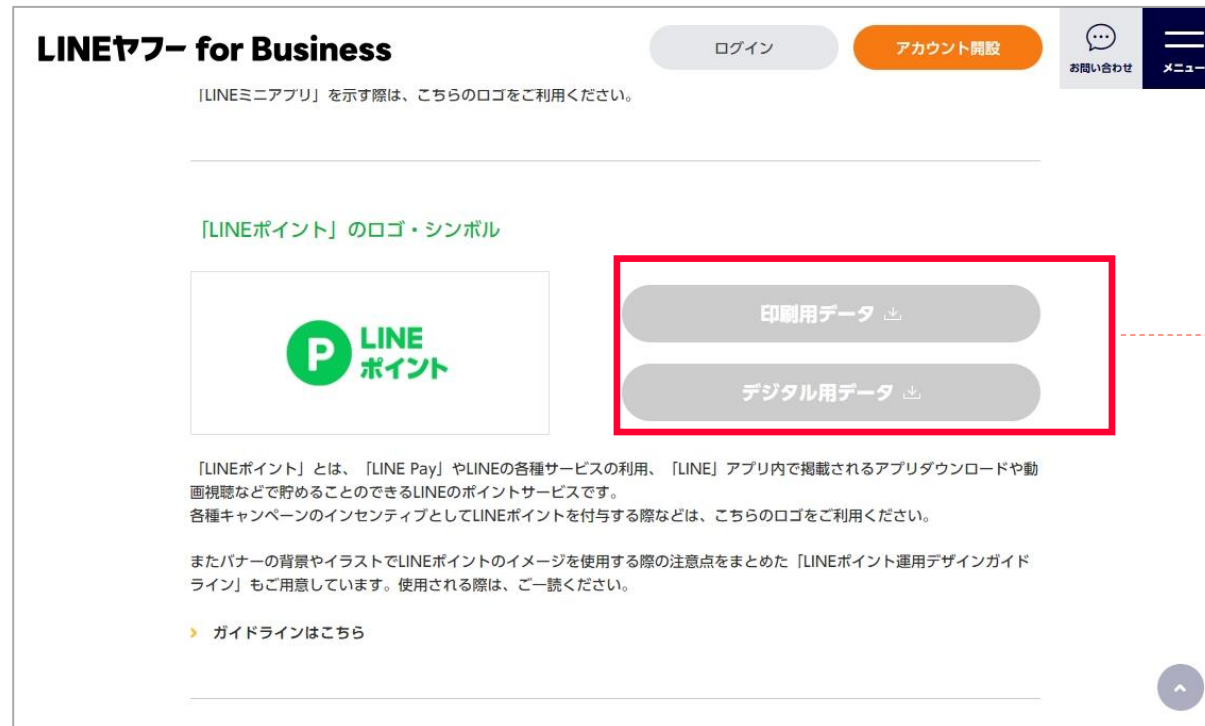 LINEヤフー for Business
ログイン
アカウント開設
お問い合わせ
メニュー
「LINEミニアプリ」を示す際は、こちらのロゴをご利用ください。
「LINEポイント」のロゴ・シンボル
P LINE
ポイント
印刷用データ
デジタル用データ
「LINEポイント」とは、「LINE Pay」やLINEの各種サービスの利用、「LINE」アプリ内で掲載されるアプリダウンロードや動
画視聴などで貯めることのできるLINEのポイントサービスです。
各種キャンペーンのインセンティブとしてLINEポイントを付与する際などは、こちらのロゴをご利用ください。
またバナーの背景やイラストでLINEポイントのイメージを使用する際の注意点をまとめた「LINEポイント運用デザインガイド
ライン」もご用意しています。使用される際は、ご一読ください。
ガイドラインはこちら